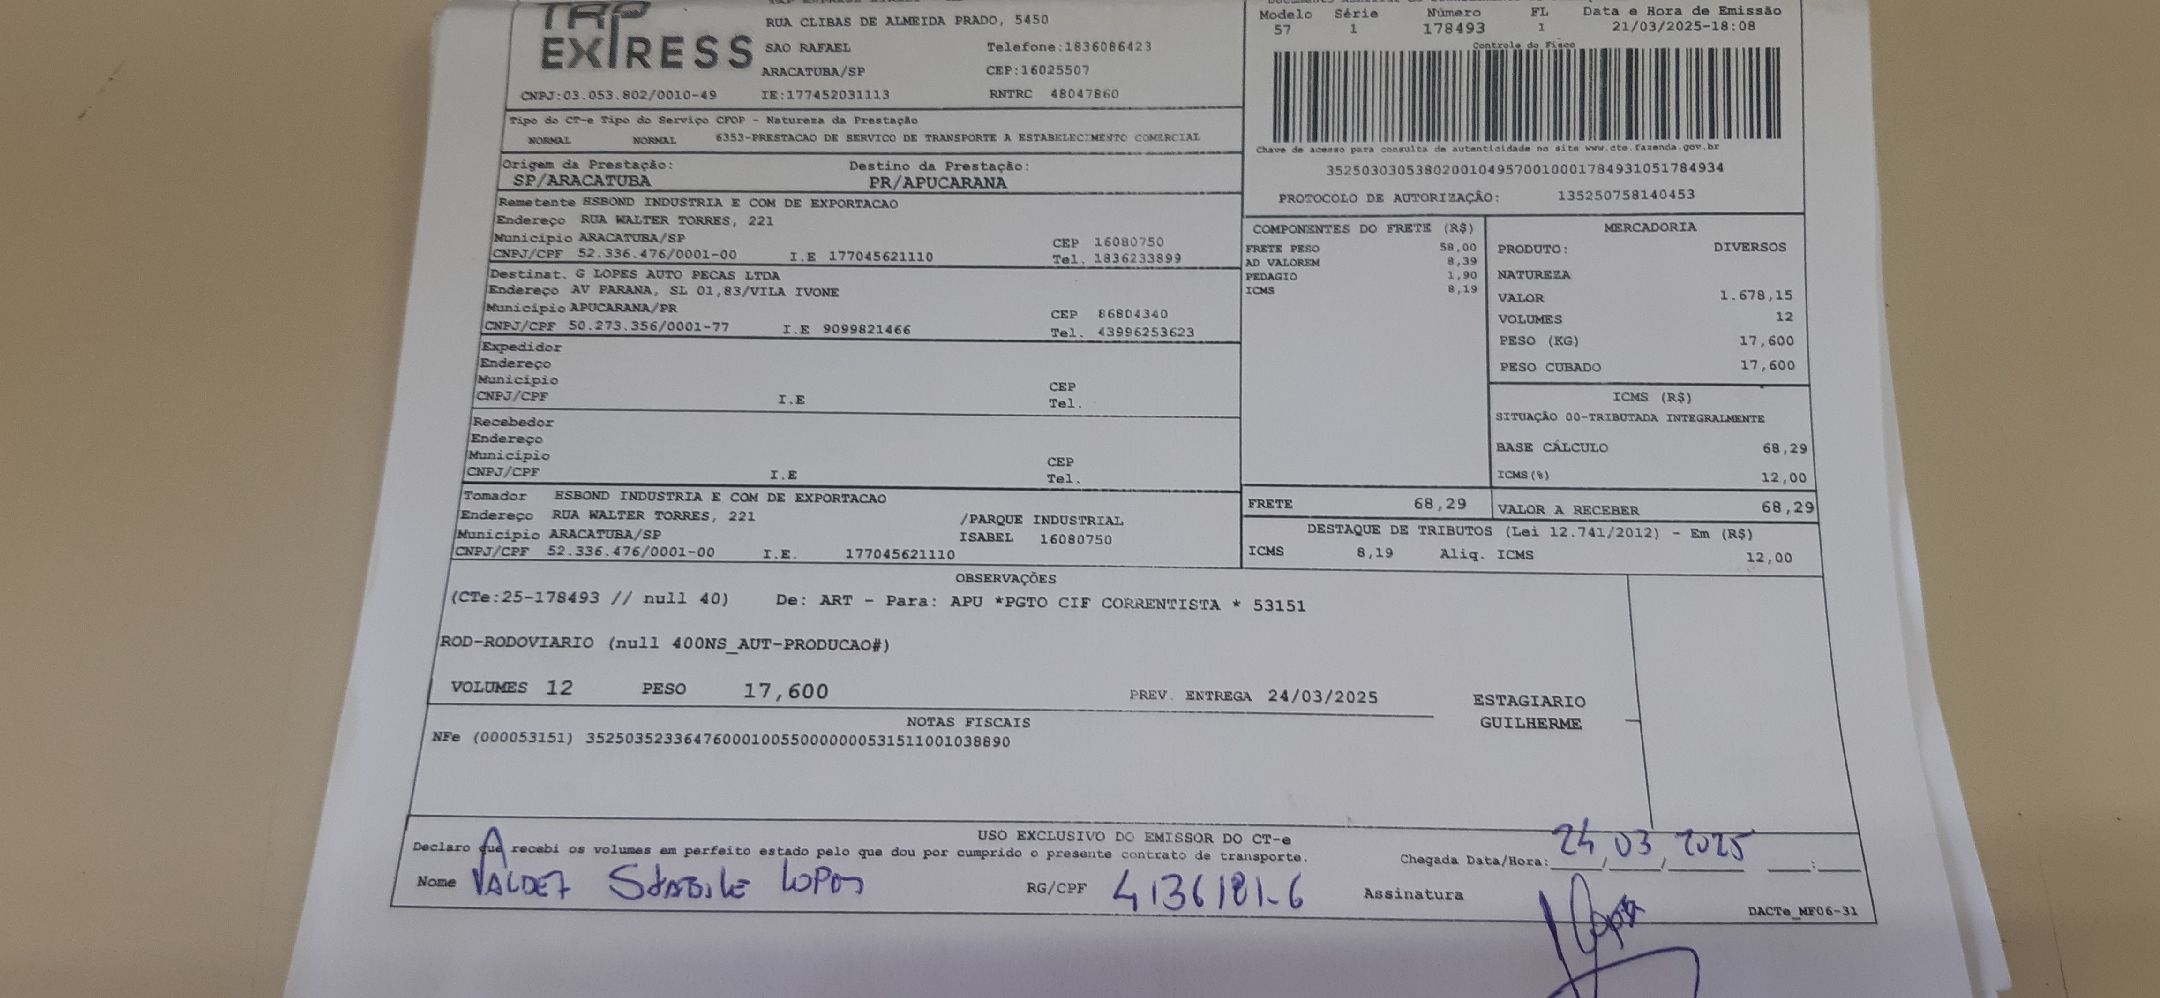 TRP
EXPRESS
RUA CLIBAS DE ALMEIDA PRADO, 5450
SAO RAFAEL Telefone:1836086423
ARACATUBA/SP CEP:16025507
CNPJ:03.053.802/0010-49 IE:177452031113 RNTRC 48047860
Modelo Série Número FL Data e Hora de Emissão
57 1 178493 1 21/03/2025-18:08
Controle do Fisco
Chave de acesso para consulta de autenticidade no site www.cte.fazenda.gov.br
35250303053802001049570010001784931051784934
PROTOCOLO DE AUTORIZAÇÃO: 135250758140453
Tipo do CT-e Tipo do Serviço CFOP - Natureza da Prestação
NORMAL NORMAL 6353-PRESTACAO DE SERVICO DE TRANSPORTE A ESTABELECIMENTO COMERCIAL
Origem da Prestação: Destino da Prestação:
SP/ARACATUBA PR/APUCARANA
Remetente ESBOND INDUSTRIA E COM DE EXPORTACAO
Endereço RUA WALTER TORRES, 221
Município ARACATUBA/SP CEP 16080750
CNPJ/CPF 52.336.476/0001-00 I.E 177045621110 Tel. 1836233899
Destinat. G LOPES AUTO PECAS LTDA
Endereço AV PARANA, SL 01,83/VILA IVONE
Município APUCARANA/PR CEP 86804340
CNPJ/CPF 50.273.356/0001-77 I.E 9099821466 Tel. 43996253623
Expedidor
Endereço
Município CEP
CNPJ/CPF I.E Tel.
Recebedor
Endereço
Município CEP
CNPJ/CPF I.E Tel.
Tomador ESBOND INDUSTRIA E COM DE EXPORTACAO
Endereço RUA WALTER TORRES, 221 /PARQUE INDUSTRIAL
Município ARACATUBA/SP ISABEL 16080750
CNPJ/CPF 52.336.476/0001-00 I.E. 177045621110
COMPONENTES DO FRETE (R$)
FRETE PESO 58,00
AD VALOREM 8,39
PEDAGIO 1,90
ICMS 8,19
MERCADORIA
PRODUTO: DIVERSOS
NATUREZA
VALOR 1.678,15
VOLUMES 12
PESO (KG) 17,600
PESO CUBADO 17,600
ICMS (R$)
SITUAÇÃO 00-TRIBUTADA INTEGRALMENTE
BASE CÁLCULO 68,29
ICMS(%) 12,00
FRETE 68,29 VALOR A RECEBER 68,29
DESTAQUE DE TRIBUTOS (Lei 12.741/2012) - Em (R$)
ICMS 8,19 Aliq. ICMS 12,00
OBSERVAÇÕES
(CTe:25-178493 // null 40) De: ART - Para: APU *PGTO CIF CORRENTISTA * 53151
ROD-RODOVIARIO (null 400NS_AUT-PRODUCAO#)
VOLUMES 12 PESO 17,600 PREV. ENTREGA 24/03/2025 ESTAGIARIO
GUILHERME
NOTAS FISCAIS
NFe (000053151) 35250352336476000100550000000531511001038890
USO EXCLUSIVO DO EMISSOR DO CT-e
Declaro que recebi os volumes em perfeito estado pelo que dou por cumprido o presente contrato de transporte. Chegada Data/Hora: 24/03/2025 :
Nome VALDEZ STABILE LOPES RG/CPF 4136181-6 Assinatura
DACTe_MF06-31